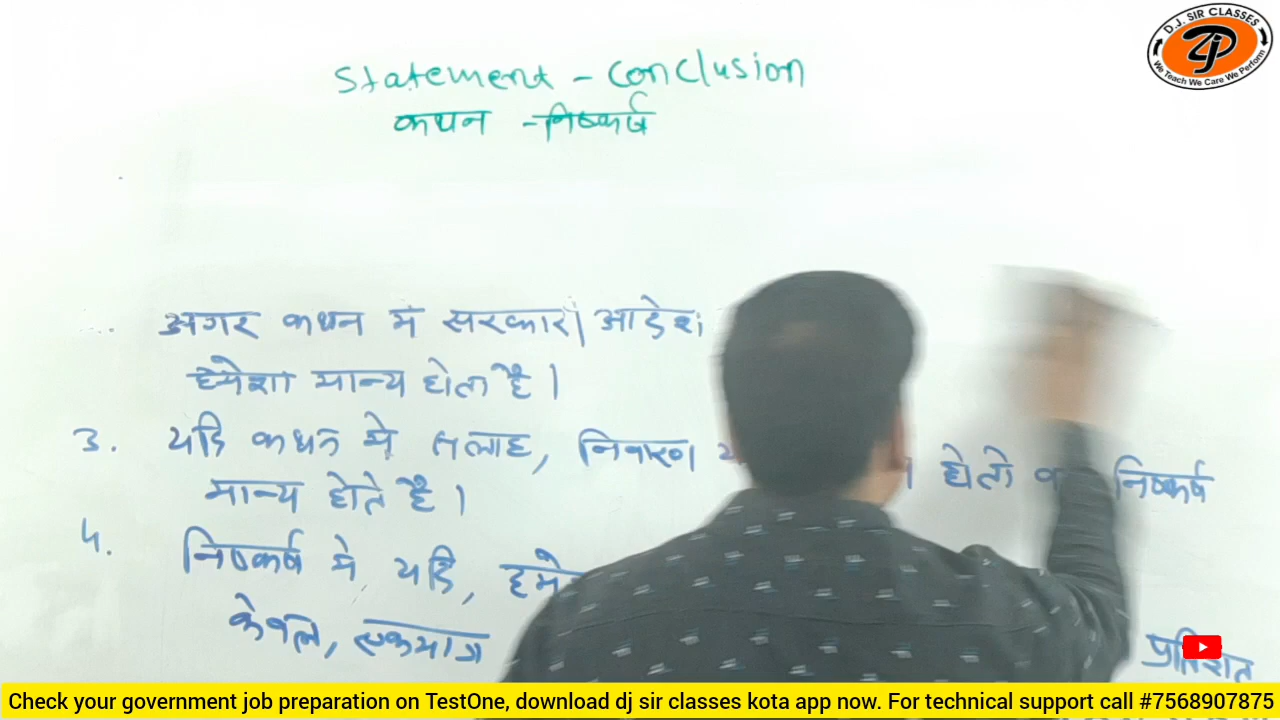 D.J. SIR CLASSES
We Teach We Care We Perform
Statement - Conclusion
कथन - निष्कर्ष
अगर कथन में सरकारी आदेश
हमेशा मान्य होता है।
3. यदि कथन में सलाह, निवारण होतो निष्कर्ष
मान्य होते है।
4. निष्कर्ष में यदि,
केवल, एकमात्र प्रतिशत
Check your government job preparation on TestOne, download dj sir classes kota app now. For technical support call #7568907875